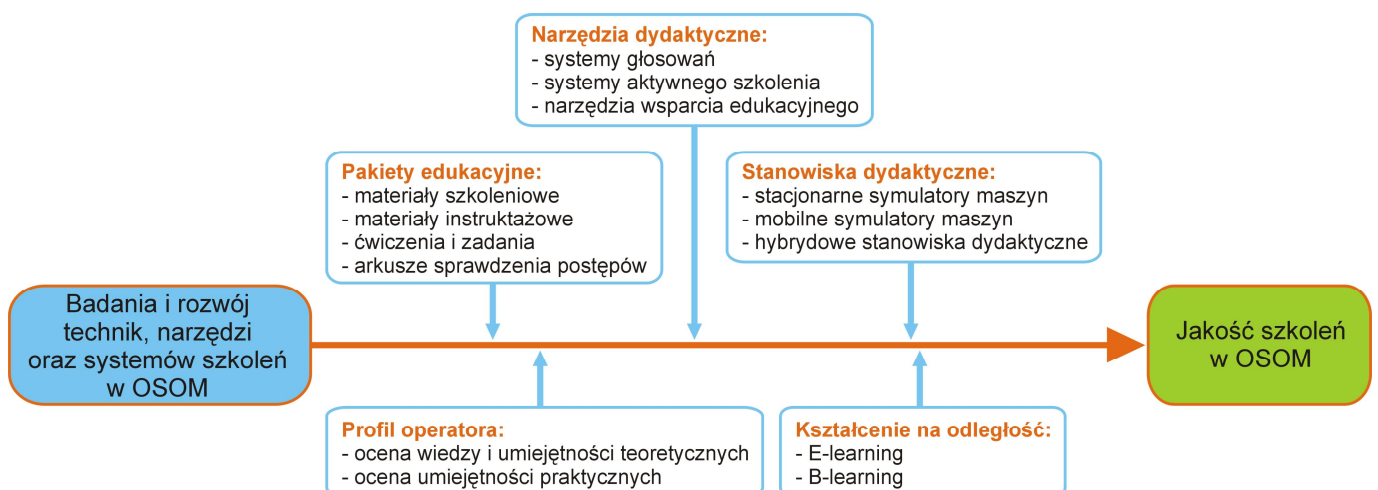 Narzędzia dydaktyczne:
- systemy głosowań
- systemy aktywnego szkolenia
- narzędzia wsparcia edukacyjnego
Pakiety edukacyjne:
- materiały szkoleniowe
- materiały instruktażowe
- ćwiczenia i zadania
- arkusze sprawdzenia postępów
Stanowiska dydaktyczne:
- stacjonarne symulatory maszyn
- mobilne symulatory maszyn
- hybrydowe stanowiska dydaktyczne
Badania i rozwój
technik, narzędzi
oraz systemów szkoleń
w OSOM
Jakość szkoleń
w OSOM
Profil operatora:
- ocena wiedzy i umiejętności teoretycznych
- ocena umiejętności praktycznych
Kształcenie na odległość:
- E-learning
- B-learning